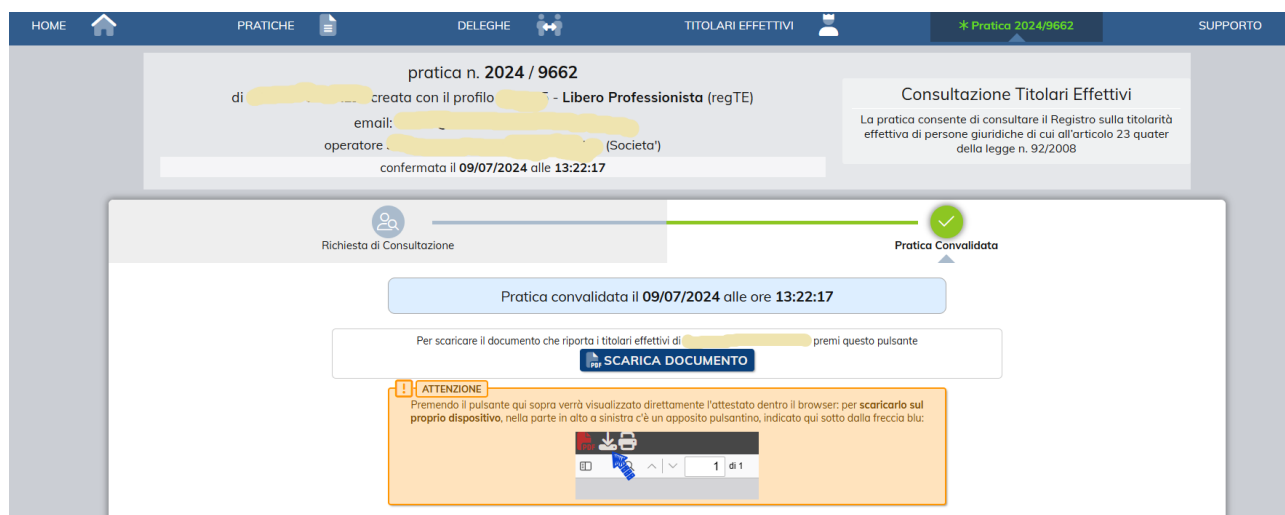 HOME PRATICHE DELEGHE TITOLARI EFFETTIVI * Pratica 2024/9662 SUPPORTO
pratica n. 2024 / 9662
di creata con il profilo - Libero Professionista (regTE)
email:
operatore (Societa')
confermata il 09/07/2024 alle 13:22:17
Consultazione Titolari Effettivi
La pratica consente di consultare il Registro sulla titolarità
effettiva di persone giuridiche di cui all'articolo 23 quater
della legge n. 92/2008
Richiesta di Consultazione
Pratica Convalidata
Pratica convalidata il 09/07/2024 alle ore 13:22:17
Per scaricare il documento che riporta i titolari effettivi di premi questo pulsante
PDF SCARICA DOCUMENTO
! ATTENZIONE
Premendo il pulsante qui sopra verrà visualizzato direttamente l'attestato dentro il browser: per scaricarlo sul
proprio dispositivo, nella parte in alto a sinistra c'è un apposito pulsantino, indicato qui sotto dalla freccia blu:
1 di 1